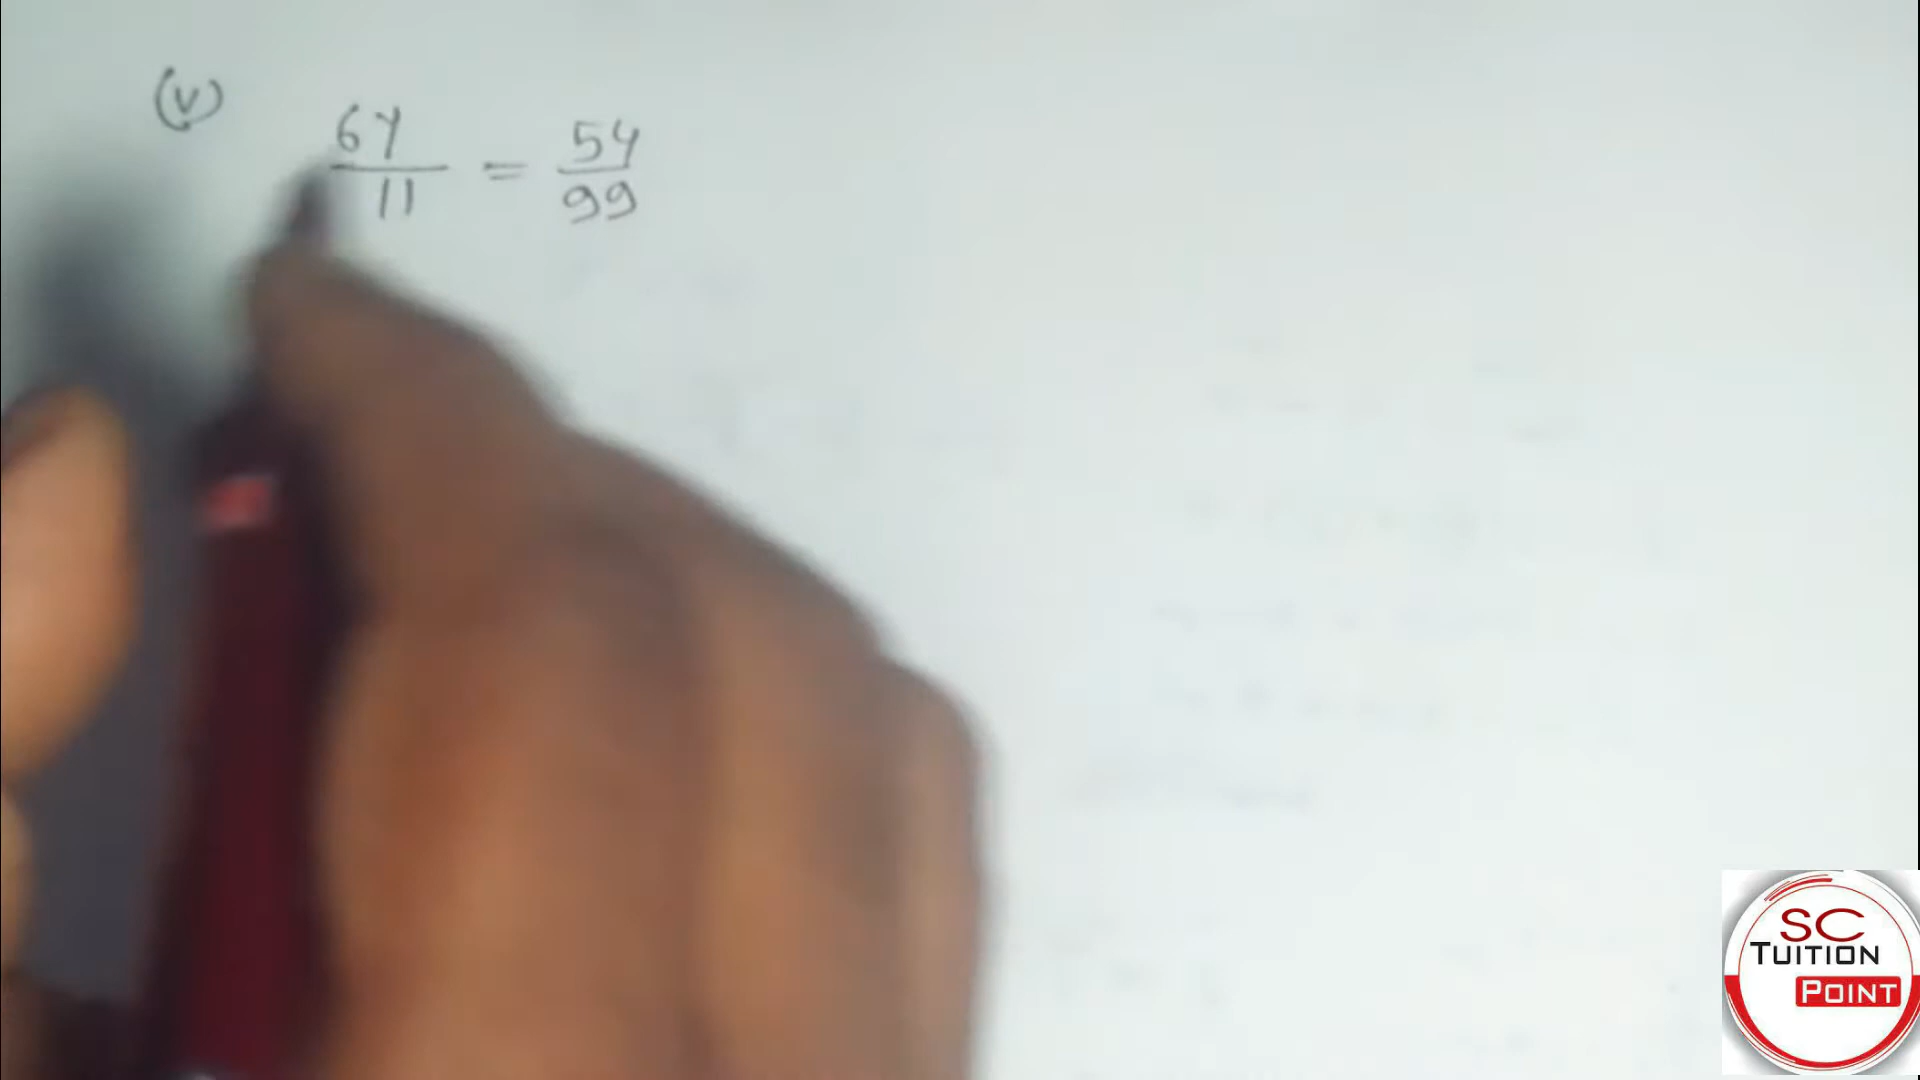 (v)
6y/11 = 54/99
SC
TUITION
POINT